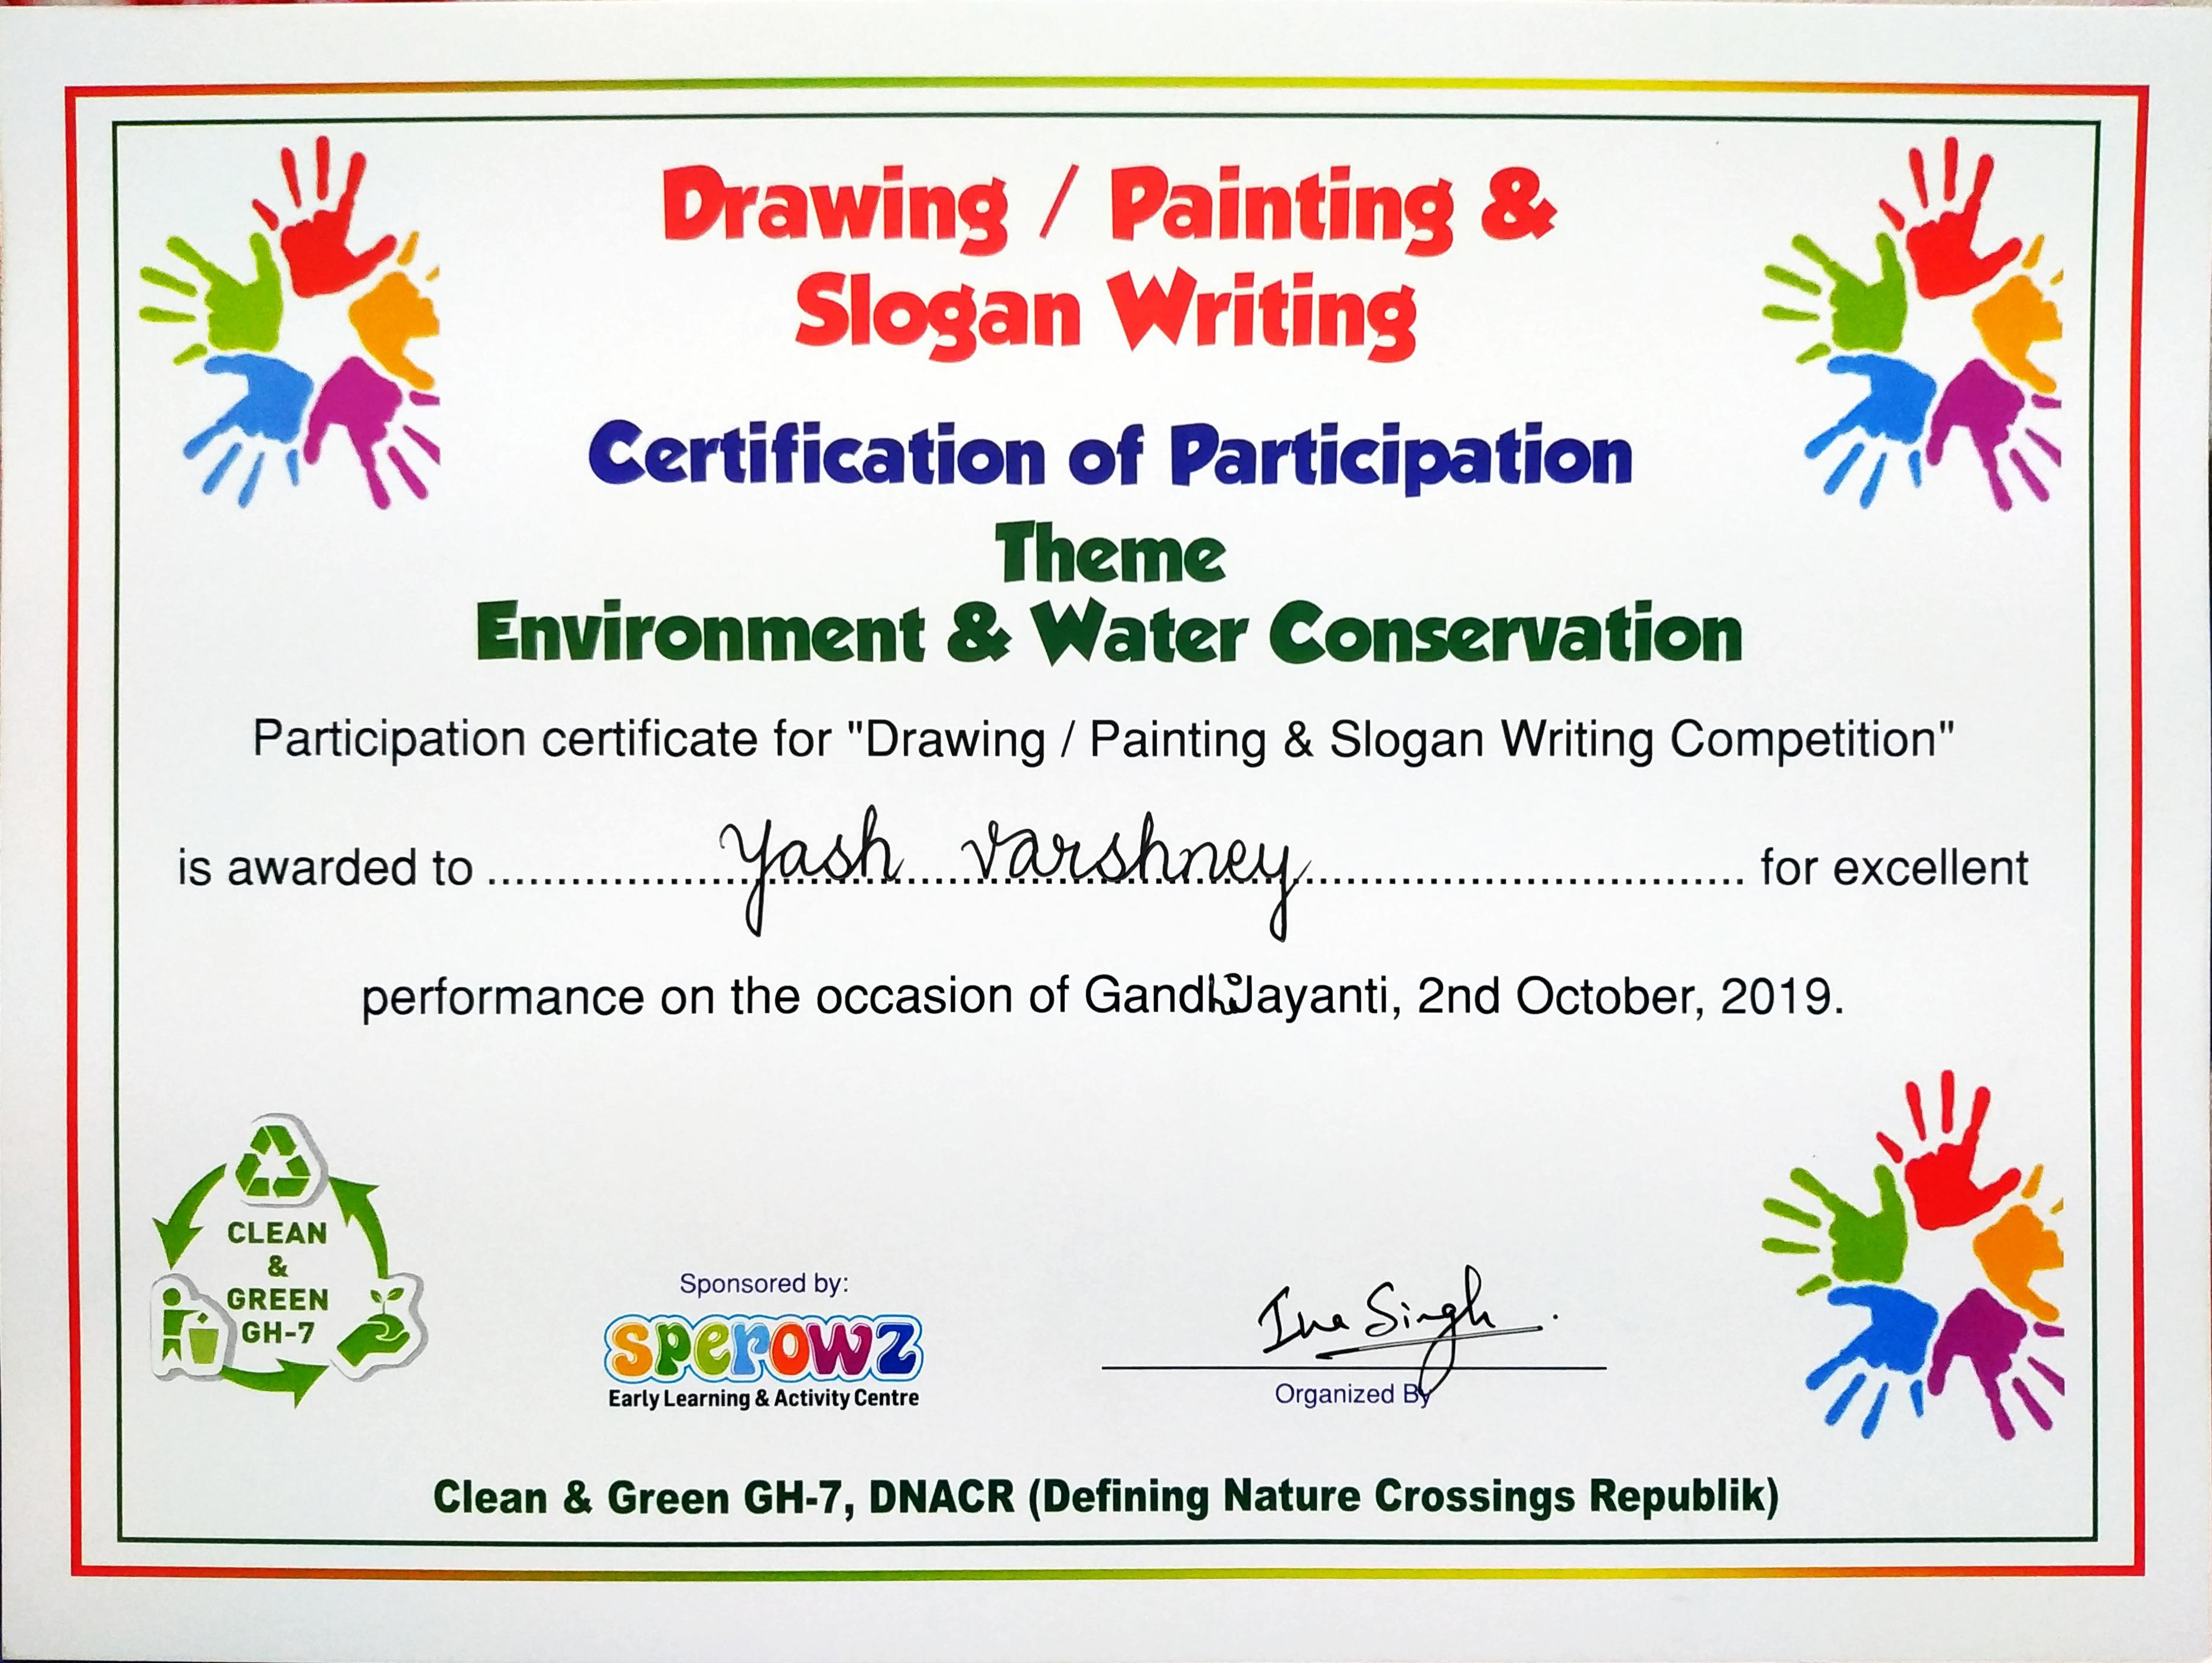 Drawing / Painting &
Slogan Writing
Certification of Participation
Theme
Environment & Water Conservation
Participation certificate for "Drawing / Painting & Slogan Writing Competition"
is awarded to ........ Yash Varshney ........ for excellent
performance on the occasion of Gandhi Jayanti, 2nd October, 2019.
CLEAN
&
GREEN
GH-7
Sponsored by:
sperowz
Early Learning & Activity Centre
Ina Singh
Organized By
Clean & Green GH-7, DNACR (Defining Nature Crossings Republik)